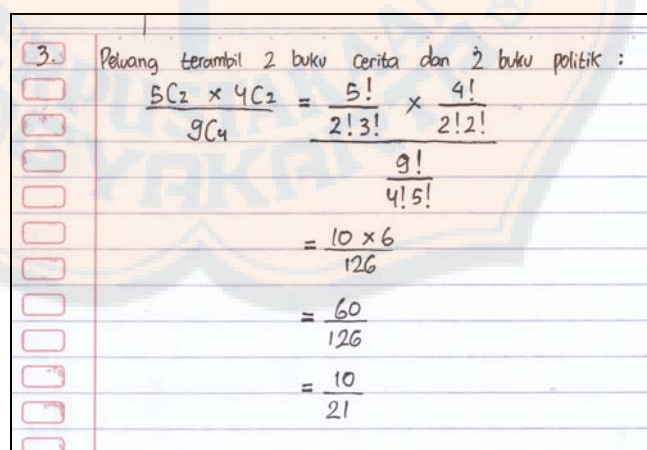 3. Peluang terambil 2 buku cerita dan 2 buku politik :
5C2 × 4C2 / 9C4 = 5! / 2!3! × 4! / 2!2! / 9! / 4!5!
= 10 × 6 / 126
= 60 / 126
= 10 / 21